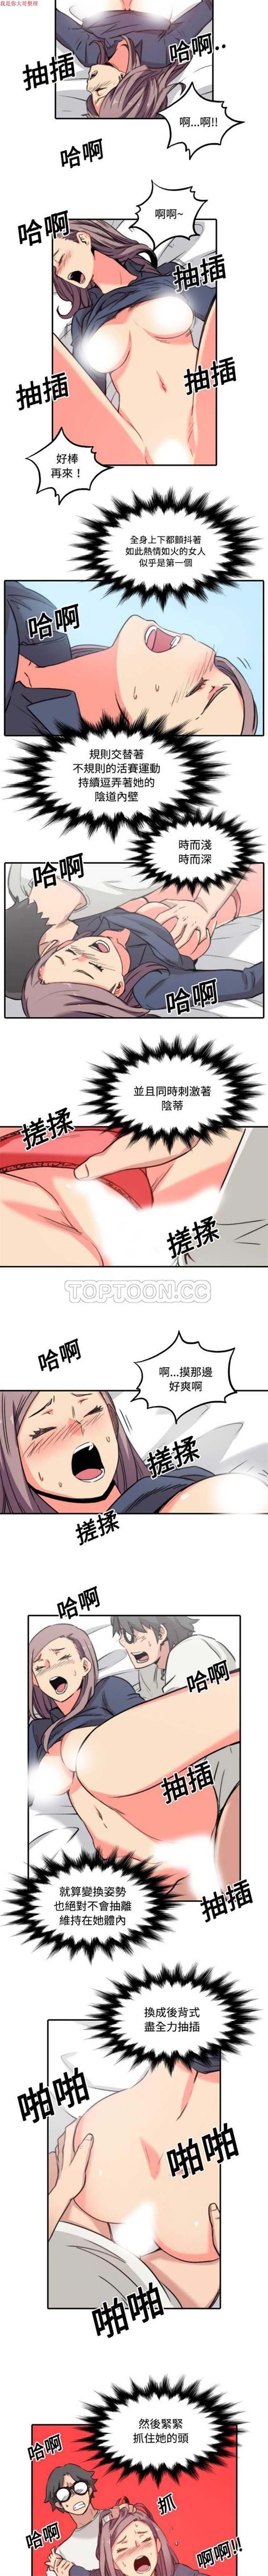 我是你大哥整理
哈啊..
抽插
啊...啊!!
哈啊
哈啊
啊啊~
抽插
抽插
好棒
再來！
全身上下都顫抖著
如此熱情如火的女人
似乎是第一個
哈啊
規則交替著
不規則的活賽運動
持續逗弄著她的
陰道內壁
時而淺
時而深
哈啊
哈啊
並且同時刺激著
陰蒂
搓揉
搓揉
TOPTOON.CC
哈啊
啊...摸那邊
好爽啊
搓揉
搓揉
哈啊
哈啊
抽插
抽插
就算變換姿勢
也絕對不會抽離
維持在她體內
換成後背式
盡全力抽插
啪啪
啪啪
啪啪
然後緊緊
抓住她的頭
哈啊
抓
啊啊!!